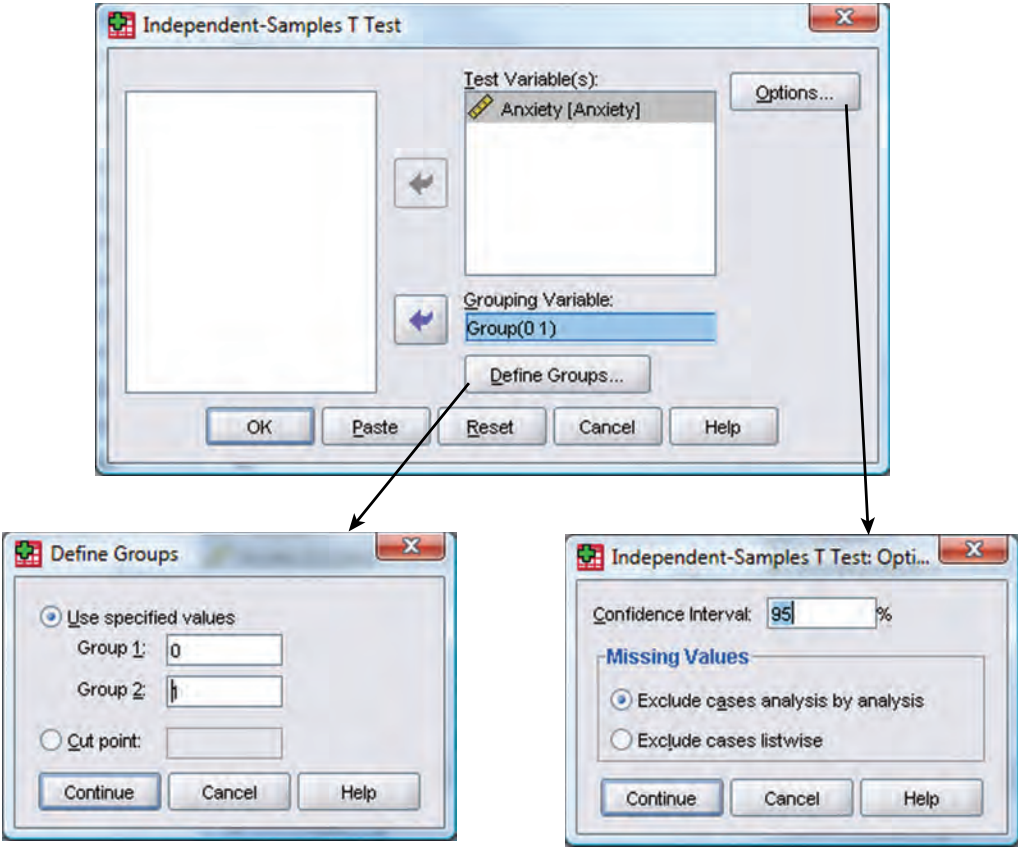 Independent-Samples T Test
Test Variable(s):
Anxiety [Anxiety]
Options...
Grouping Variable:
Group(0 1)
Define Groups...
OK
Paste
Reset
Cancel
Help
Define Groups
Use specified values
Group 1: 0
Group 2: 1
Cut point:
Continue
Cancel
Help
Independent-Samples T Test: Opti...
Confidence Interval: 95 %
Missing Values
Exclude cases analysis by analysis
Exclude cases listwise
Continue
Cancel
Help